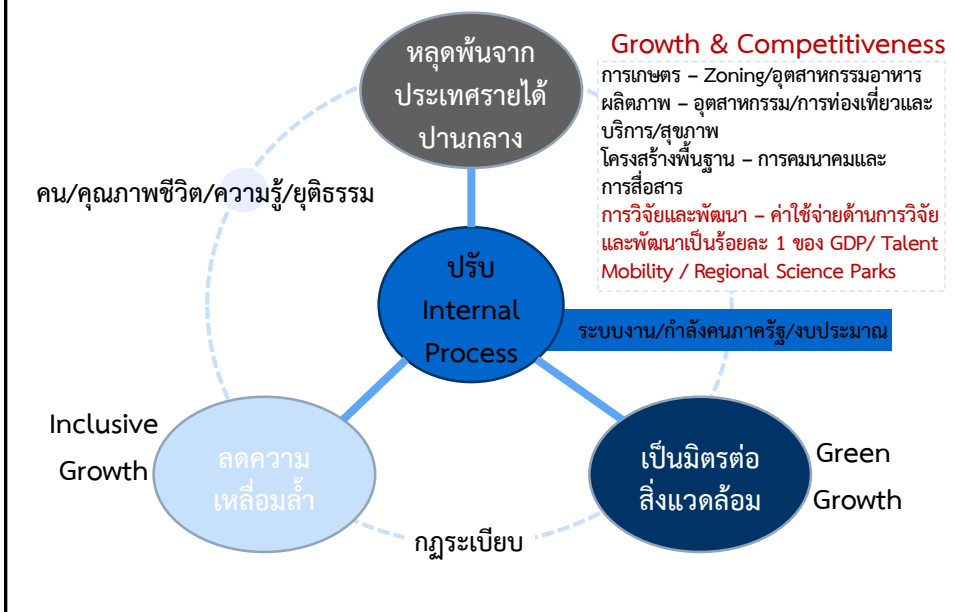 หลุดพ้นจาก
ประเทศรายได้
ปานกลาง
Growth & Competitiveness
การเกษตร – Zoning/อุตสาหกรรมอาหาร
ผลิตภาพ – อุตสาหกรรม/การท่องเที่ยวและ
บริการ/สุขภาพ
โครงสร้างพื้นฐาน – การคมนาคมและ
การสื่อสาร
การวิจัยและพัฒนา – ค่าใช้จ่ายด้านการวิจัย
และพัฒนาเป็นร้อยละ 1 ของ GDP/ Talent
Mobility / Regional Science Parks
คน/คุณภาพชีวิต/ความรู้/ยุติธรรม
ปรับ
Internal
Process
ระบบงาน/กำลังคนภาครัฐ/งบประมาณ
Inclusive
Growth
ลดความ
เหลื่อมล้ำ
เป็นมิตรต่อ
สิ่งแวดล้อม
Green
Growth
กฎระเบียบ